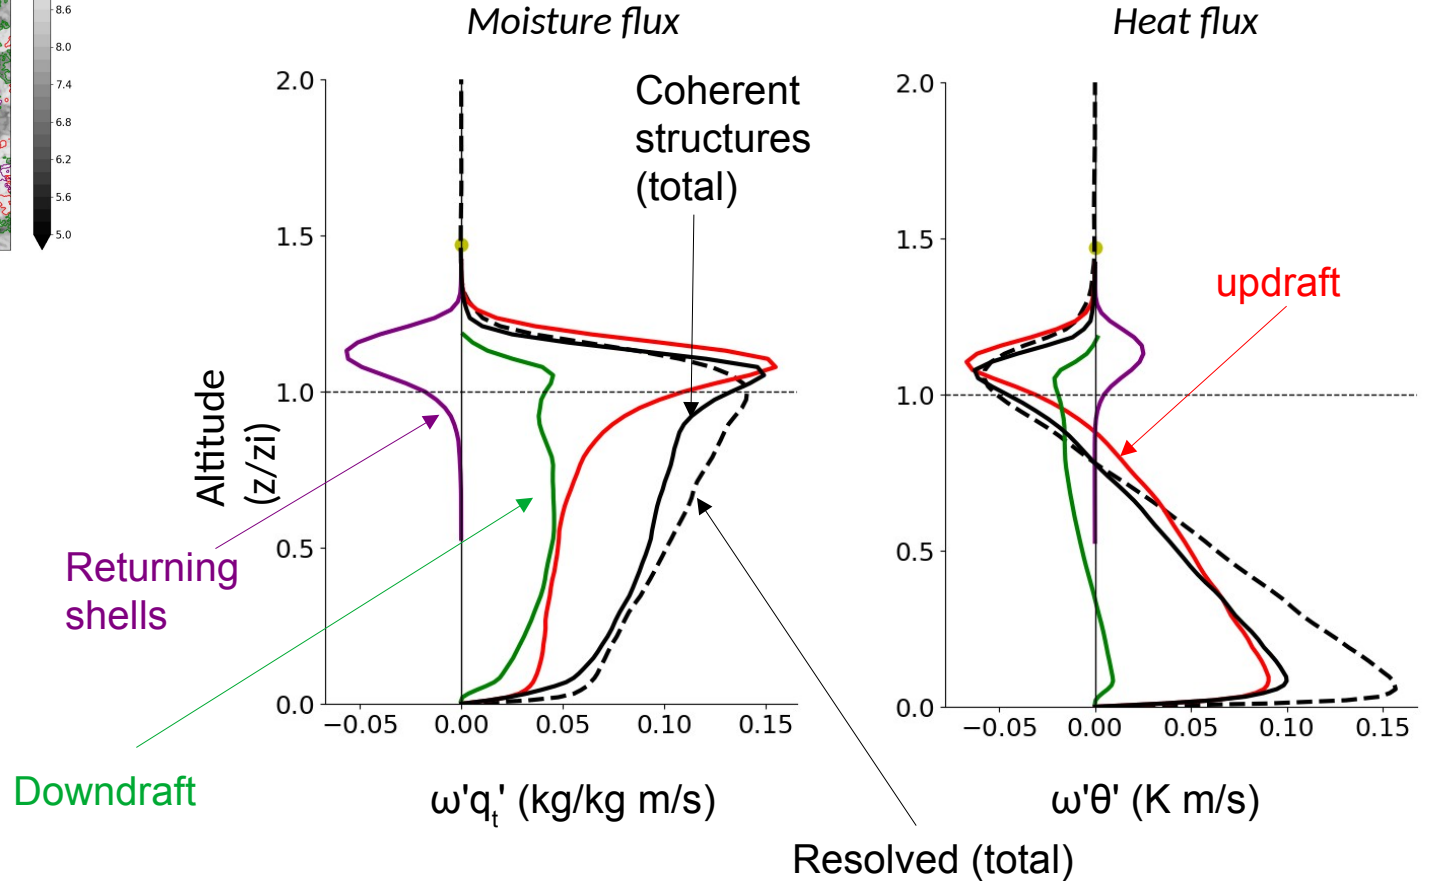 8.6
8.0
7.4
6.8
6.2
5.6
5.0
Moisture flux
Heat flux
2.0
1.5
1.0
0.5
0.0
−0.05 0.00 0.05 0.10 0.15
Altitude
(z/zi)
Coherent
structures
(total)
Returning
shells
Downdraft
ω'qt' (kg/kg m/s)
2.0
1.5
1.0
0.5
0.0
−0.05 0.00 0.05 0.10 0.15
updraft
ω'θ' (K m/s)
Resolved (total)